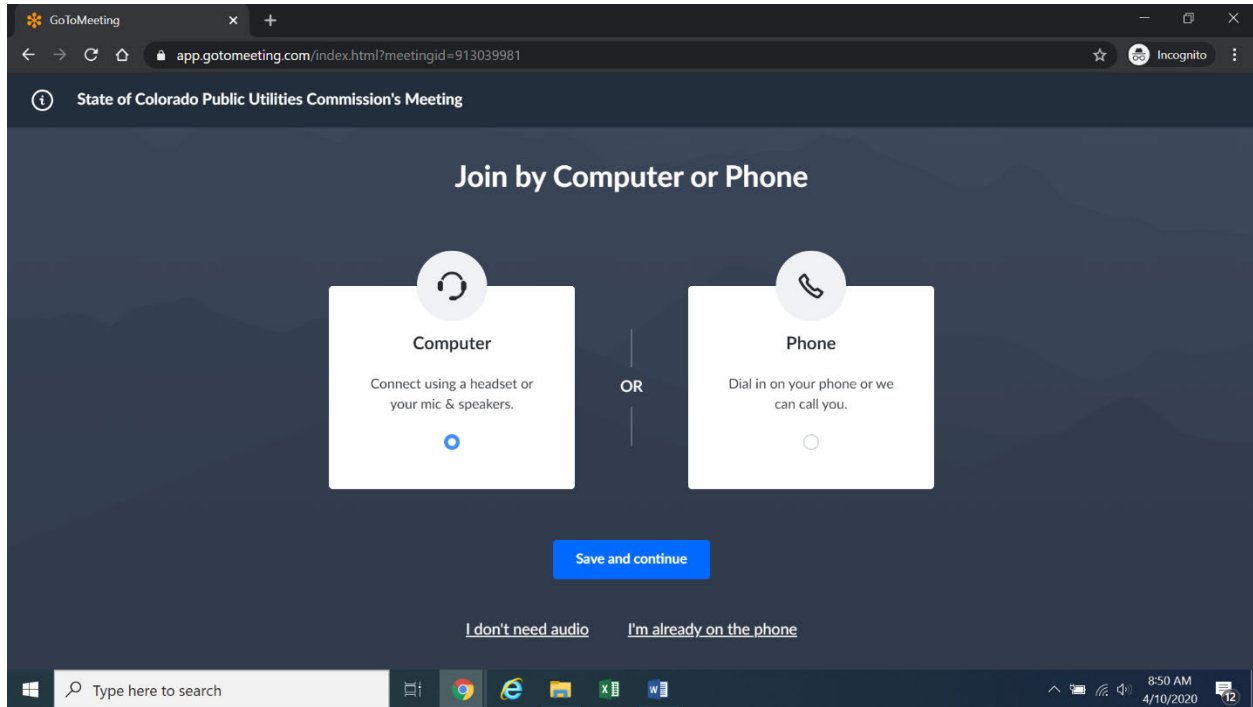 GoToMeeting
app.gotomeeting.com/index.html?meetingid=913039981
Incognito
State of Colorado Public Utilities Commission's Meeting
Join by Computer or Phone
Computer
Connect using a headset or
your mic & speakers.
OR
Phone
Dial in on your phone or we
can call you.
Save and continue
I don't need audio
I'm already on the phone
Type here to search
8:50 AM
4/10/2020
12